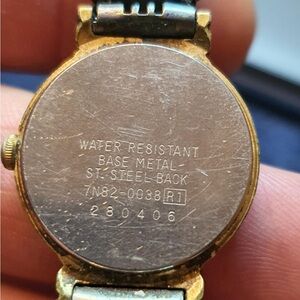 WATER RESISTANT
BASE METAL-
ST. STEEL BACK
7N82-0038 R1
280406